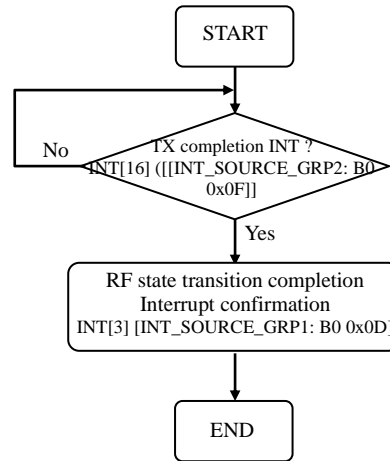 START
TX completion INT ?
No
INT[16] ([[INT_SOURCE_GRP2: B0
0x0F]]
Yes
RF state transition completion
Interrupt confirmation
INT[3] [INT_SOURCE_GRP1: B0 0x0D]
END